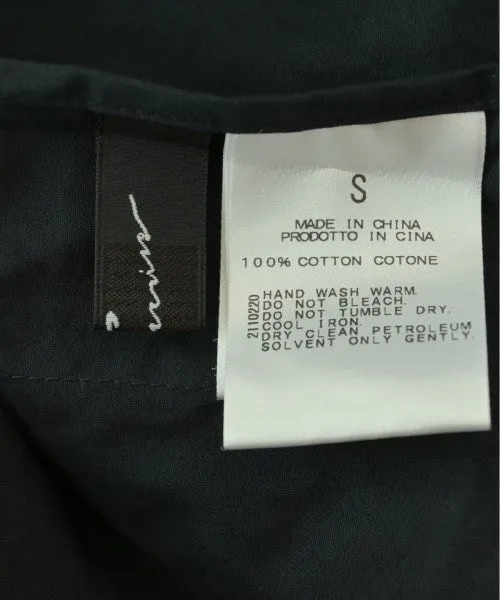 S
MADE IN CHINA
PRODOTTO IN CINA
100% COTTON COTONE
HAND WASH WARM.
DO NOT BLEACH.
DO NOT TUMBLE DRY.
COOL IRON.
DRY CLEAN PETROLEUM
SOLVENT ONLY GENTLY.
2110220